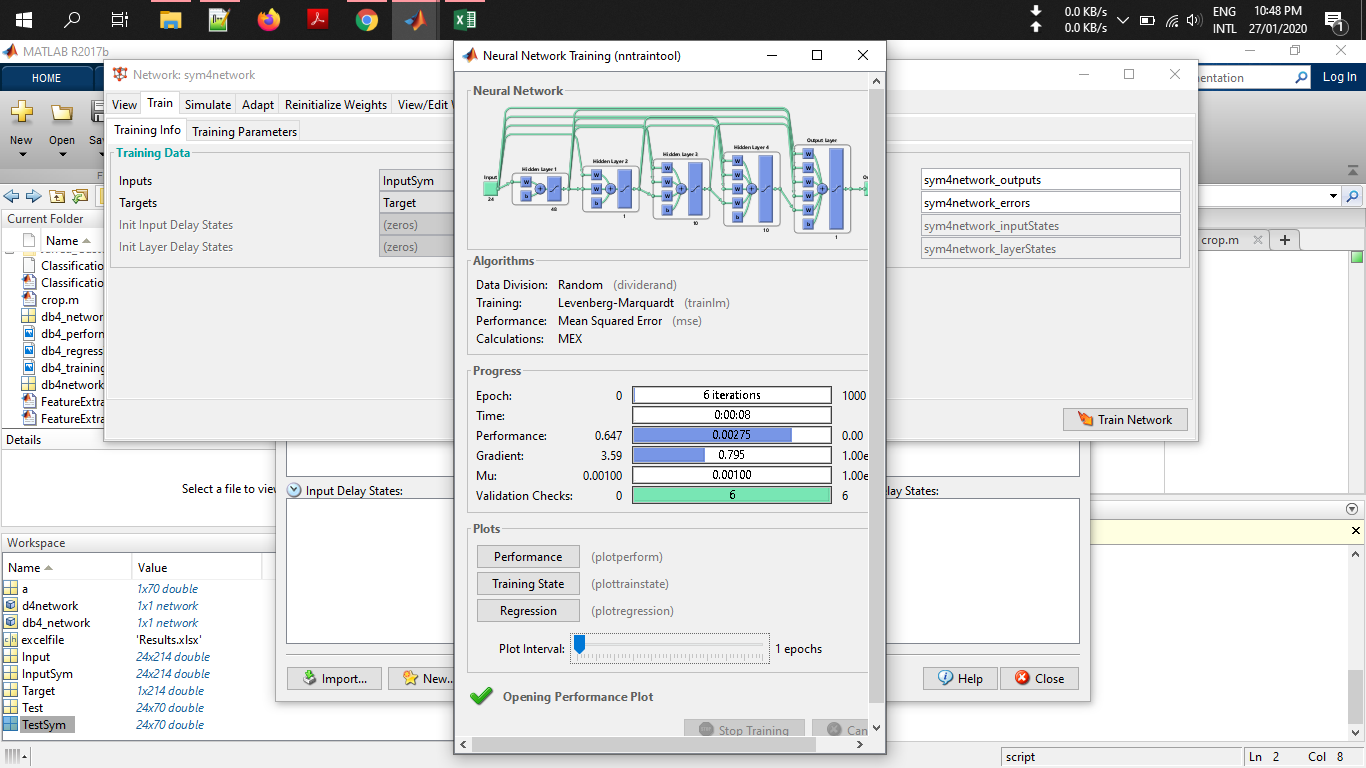 0.0 KB/s
0.0 KB/s
ENG
INTL
10:48 PM
27/01/2020
1
MATLAB R2017b
HOME
entation
Log In
New
Open
Network: sym4network
View
Train
Simulate
Adapt
Reinitialize Weights
View/Edit
Training Info
Training Parameters
Training Data
Inputs
InputSym
Targets
Target
Init Input Delay States
(zeros)
Init Layer Delay States
(zeros)
sym4network_outputs
sym4network_errors
sym4network_inputStates
sym4network_layerStates
Train Network
Current Folder
Name
Classificatio
Classificatio
crop.m
db4_networ
db4_perforn
db4_regress
db4_training
db4network
FeatureExtra
FeatureExtra
Details
Select a file to view
Workspace
Name
Value
a
1x70 double
d4network
1x1 network
db4_network
1x1 network
excelfile
'Results.xlsx'
Input
24x214 double
InputSym
24x214 double
Target
1x214 double
Test
24x70 double
TestSym
24x70 double
Input Delay States:
lay States:
Import...
New..
Help
Close
crop.m
script
Ln 2 Col 8
Neural Network Training (nntraintool)
Neural Network
Input
24
Hidden Layer 1
W
b
48
Hidden Layer 2
W
W
b
1
Hidden Layer 3
W
W
W
b
10
Hidden Layer 4
W
W
W
W
b
10
Output Layer
W
W
W
W
W
b
1
Algorithms
Data Division: Random (dividerand)
Training: Levenberg-Marquardt (trainlm)
Performance: Mean Squared Error (mse)
Calculations: MEX
Progress
Epoch: 0 6 iterations 1000
Time: 0:00:08
Performance: 0.647 0.00275 0.00
Gradient: 3.59 0.795 1.00e
Mu: 0.00100 0.00100 1.00e
Validation Checks: 0 6 6
Plots
Performance (plotperform)
Training State (plottrainstate)
Regression (plotregression)
Plot Interval: 1 epochs
Opening Performance Plot
Stop Training
Can